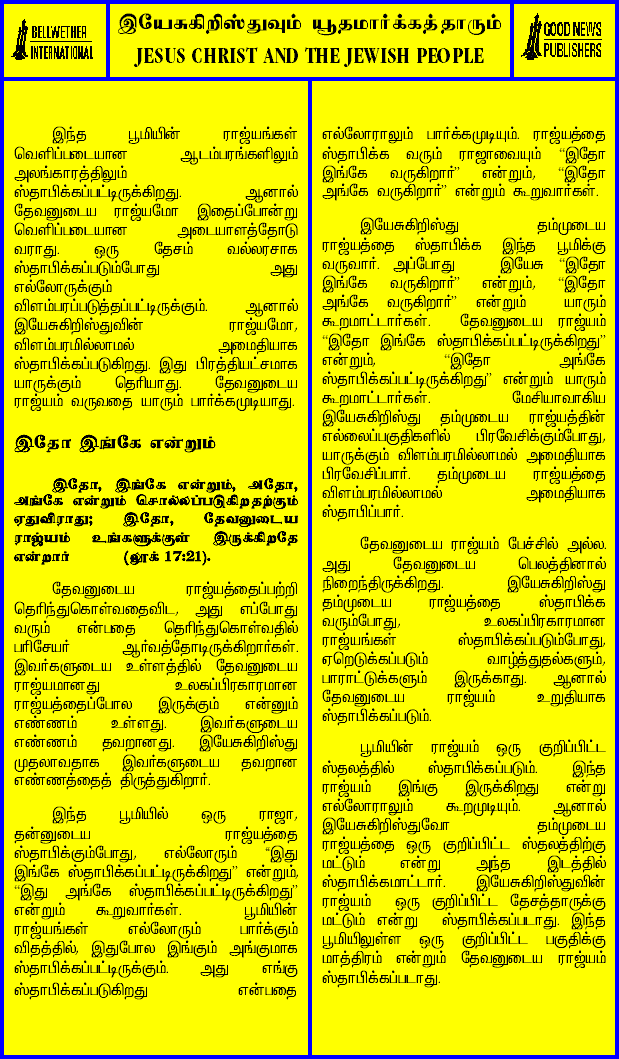 BELLWETHER
INTERNATIONAL
இயேசுகிறிஸ்துவும் யூதமார்க்கத்தாரும்
JESUS CHRIST AND THE JEWISH PEOPLE
GOOD NEWS
PUBLISHERS
இந்த பூமியின் ராஜ்யங்கள்
வெளிப்படையான ஆடம்பரங்களிலும்
அலங்காரத்திலும்
ஸ்தாபிக்கப்பட்டிருக்கிறது. ஆனால்
தேவனுடைய ராஜ்யமோ இதைப்போன்று
வெளிப்படையான அடையாளத்தோடு
வராது. ஒரு தேசம் வல்லரசாக
ஸ்தாபிக்கப்படும்போது அது
எல்லோருக்கும்
விளம்பரப்படுத்தப்பட்டிருக்கும். ஆனால்
இயேசுகிறிஸ்துவின் ராஜ்யமோ,
விளம்பரமில்லாமல் அமைதியாக
ஸ்தாபிக்கப்படுகிறது. இது பிரத்தியட்சமாக
யாருக்கும் தெரியாது. தேவனுடைய
ராஜ்யம் வருவதை யாரும் பார்க்கமுடியாது.
இதோ இங்கே என்றும்
இதோ, இங்கே என்றும், அதோ,
அங்கே என்றும் சொல்லப்படுகிறதற்கும்
ஏதுவிராது; இதோ, தேவனுடைய
ராஜ்யம் உங்களுக்குள் இருக்கிறதே
என்றார் (லூக் 17:21).
தேவனுடைய ராஜ்யத்தைப்பற்றி
தெரிந்துகொள்வதைவிட, அது எப்போது
வரும் என்பதை தெரிந்துகொள்வதில்
பரிசேயர் ஆர்வத்தோடிருக்கிறார்கள்.
இவர்களுடைய உள்ளத்தில் தேவனுடைய
ராஜ்யமானது உலகப்பிரகாரமான
ராஜ்யத்தைப்போல இருக்கும் என்னும்
எண்ணம் உள்ளது. இவர்களுடைய
எண்ணம் தவறானது. இயேசுகிறிஸ்து
முதலாவதாக இவர்களுடைய தவறான
எண்ணத்தைத் திருத்துகிறார்.
இந்த பூமியில் ஒரு ராஜா,
தன்னுடைய ராஜ்யத்தை
ஸ்தாபிக்கும்போது, எல்லோரும் “இது
இங்கே ஸ்தாபிக்கப்பட்டிருக்கிறது” என்றும்,
“இது அங்கே ஸ்தாபிக்கப்பட்டிருக்கிறது”
என்றும் கூறுவார்கள். பூமியின்
ராஜ்யங்கள் எல்லோரும் பார்க்கும்
விதத்தில், இதுபோல இங்கும் அங்குமாக
ஸ்தாபிக்கப்பட்டிருக்கும். அது எங்கு
ஸ்தாபிக்கப்படுகிறது என்பதை
எல்லோராலும் பார்க்கமுடியும். ராஜ்யத்தை
ஸ்தாபிக்க வரும் ராஜாவையும் “இதோ
இங்கே வருகிறார்” என்றும், “இதோ
அங்கே வருகிறார்” என்றும் கூறுவார்கள்.
இயேசுகிறிஸ்து தம்முடைய
ராஜ்யத்தை ஸ்தாபிக்க இந்த பூமிக்கு
வருவார். அப்போது இயேசு “இதோ
இங்கே வருகிறார்” என்றும், “இதோ
அங்கே வருகிறார்” என்றும் யாரும்
கூறமாட்டார்கள். தேவனுடைய ராஜ்யம்
“இதோ இங்கே ஸ்தாபிக்கப்பட்டிருக்கிறது”
என்றும், “இதோ அங்கே
ஸ்தாபிக்கப்பட்டிருக்கிறது” என்றும் யாரும்
கூறமாட்டார்கள். மேசியாவாகிய
இயேசுகிறிஸ்து தம்முடைய ராஜ்யத்தின்
எல்லைப்பகுதிகளில் பிரவேசிக்கும்போது,
யாருக்கும் விளம்பரமில்லாமல் அமைதியாக
பிரவேசிப்பார். தம்முடைய ராஜ்யத்தை
விளம்பரமில்லாமல் அமைதியாக
ஸ்தாபிப்பார்.
தேவனுடைய ராஜ்யம் பேச்சில் அல்ல.
அது தேவனுடைய பெலத்தினால்
நிறைந்திருக்கிறது. இயேசுகிறிஸ்து
தம்முடைய ராஜ்யத்தை ஸ்தாபிக்க
வரும்போது, உலகப்பிரகாரமான
ராஜ்யங்கள் ஸ்தாபிக்கப்படும்போது,
ஏறெடுக்கப்படும் வாழ்த்துதல்களும்,
பாராட்டுக்களும் இருக்காது. ஆனால்
தேவனுடைய ராஜ்யம் உறுதியாக
ஸ்தாபிக்கப்படும்.
பூமியின் ராஜ்யம் ஒரு குறிப்பிட்ட
ஸ்தலத்தில் ஸ்தாபிக்கப்படும். இந்த
ராஜ்யம் இங்கு இருக்கிறது என்று
எல்லோராலும் கூறமுடியும். ஆனால்
இயேசுகிறிஸ்துவோ தம்முடைய
ராஜ்யத்தை ஒரு குறிப்பிட்ட ஸ்தலத்திற்கு
மட்டும் என்று அந்த இடத்தில்
ஸ்தாபிக்கமாட்டார். இயேசுகிறிஸ்துவின்
ராஜ்யம் ஒரு குறிப்பிட்ட தேசத்தாருக்கு
மட்டும் என்று ஸ்தாபிக்கப்படாது. இந்த
பூமியிலுள்ள ஒரு குறிப்பிட்ட பகுதிக்கு
மாத்திரம் என்றும் தேவனுடைய ராஜ்யம்
ஸ்தாபிக்கப்படாது.